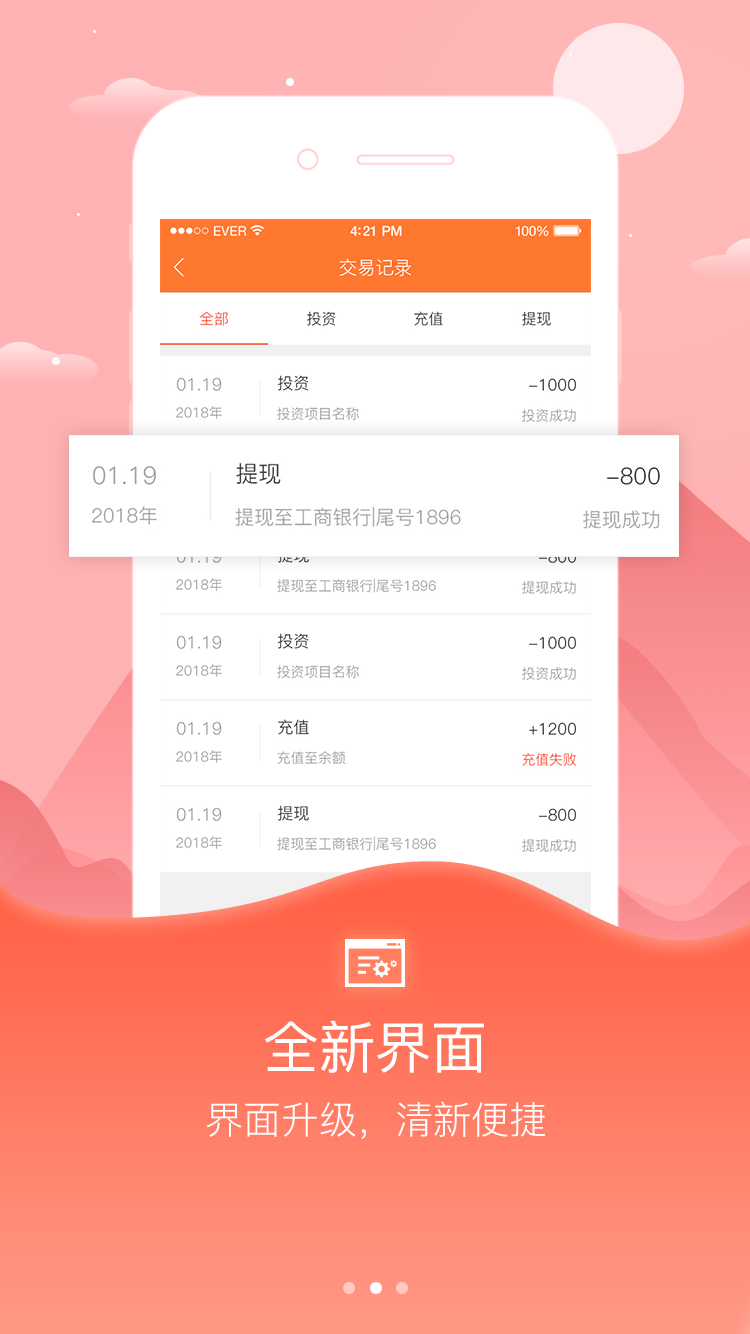 EVER 4:21 PM 100%
交易记录
全部 投资 充值 提现
01.19 投资 -1000
2018年 投资项目名称 投资成功
01.19 提现 -800
2018年 提现至工商银行|尾号1896 提现成功
01.19 提现 -800
2018年 提现至工商银行|尾号1896 提现成功
01.19 投资 -1000
2018年 投资项目名称 投资成功
01.19 充值 +1200
2018年 充值至余额 充值失败
01.19 提现 -800
2018年 提现至工商银行|尾号1896 提现成功
全新界面
界面升级，清新便捷